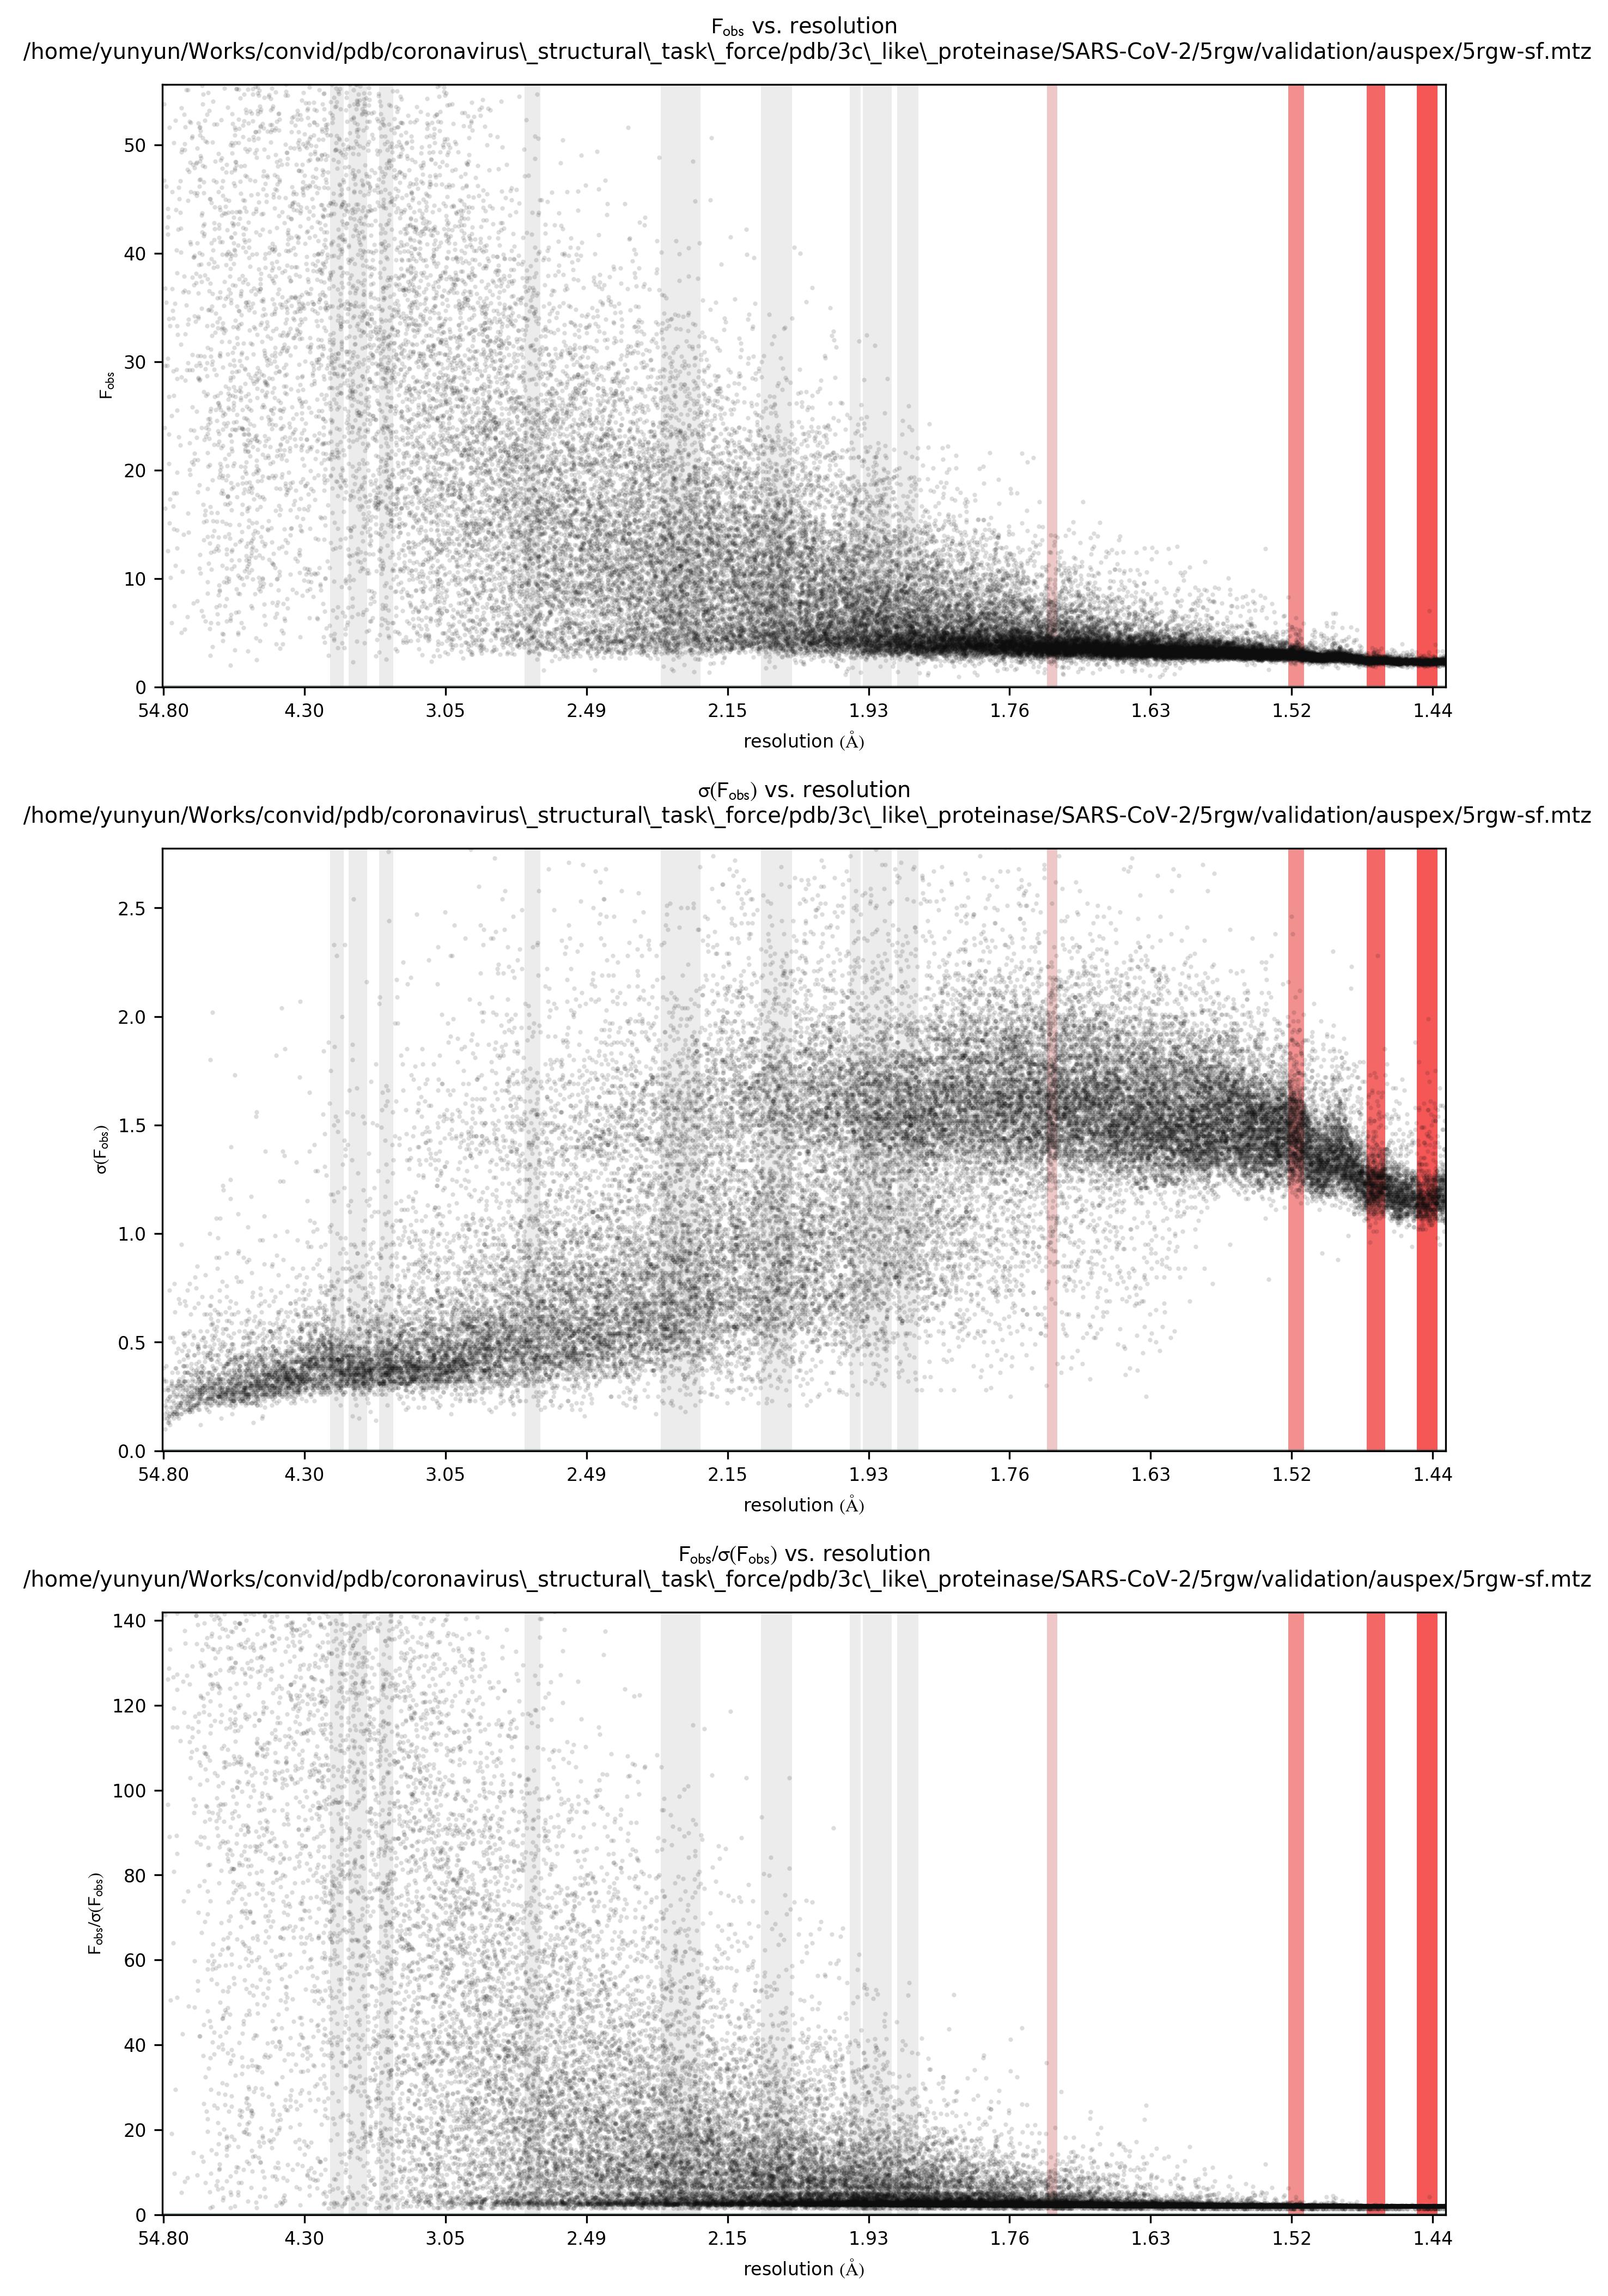 F_obs vs. resolution
/home/yunyun/Works/convid/pdb/coronavirus\_structural\_task\_force/pdb/3c\_like\_proteinase/SARS-CoV-2/5rgw/validation/auspex/5rgw-sf.mtz
50
40
30
20
10
0
F_obs
54.80 4.30 3.05 2.49 2.15 1.93 1.76 1.63 1.52 1.44
resolution (Å)
σ(F_obs) vs. resolution
/home/yunyun/Works/convid/pdb/coronavirus\_structural\_task\_force/pdb/3c\_like\_proteinase/SARS-CoV-2/5rgw/validation/auspex/5rgw-sf.mtz
2.5
2.0
1.5
1.0
0.5
0.0
σ(F_obs)
54.80 4.30 3.05 2.49 2.15 1.93 1.76 1.63 1.52 1.44
resolution (Å)
F_obs/σ(F_obs) vs. resolution
/home/yunyun/Works/convid/pdb/coronavirus\_structural\_task\_force/pdb/3c\_like\_proteinase/SARS-CoV-2/5rgw/validation/auspex/5rgw-sf.mtz
140
120
100
80
60
40
20
0
F_obs/σ(F_obs)
54.80 4.30 3.05 2.49 2.15 1.93 1.76 1.63 1.52 1.44
resolution (Å)